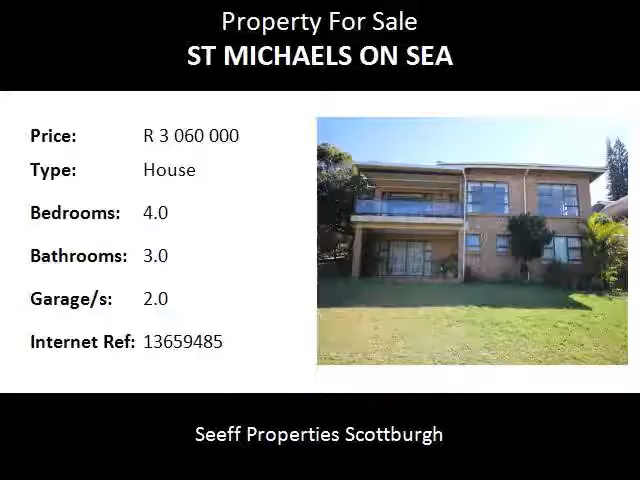 Property For Sale
ST MICHAELS ON SEA
Price: R 3 060 000
Type: House
Bedrooms: 4.0
Bathrooms: 3.0
Garage/s: 2.0
Internet Ref: 13659485
Seeff Properties Scottburgh